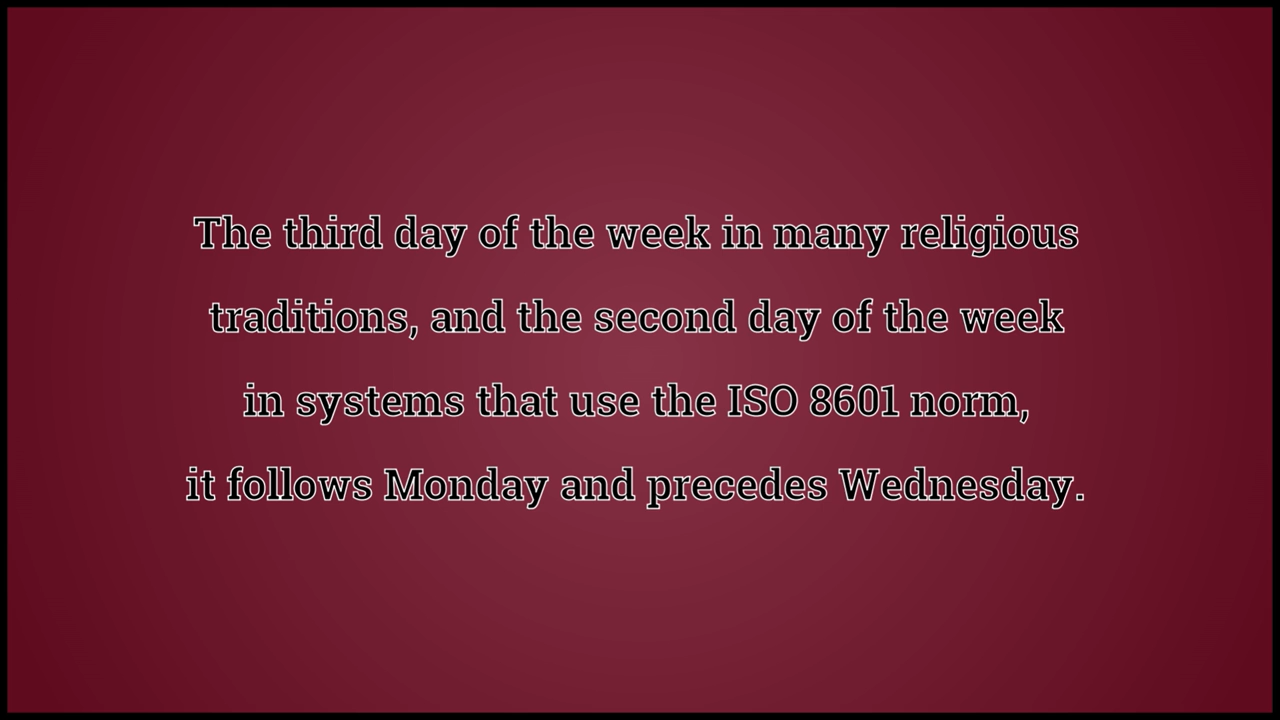 The third day of the week in many religious
traditions, and the second day of the week
in systems that use the ISO 8601 norm,
it follows Monday and precedes Wednesday.